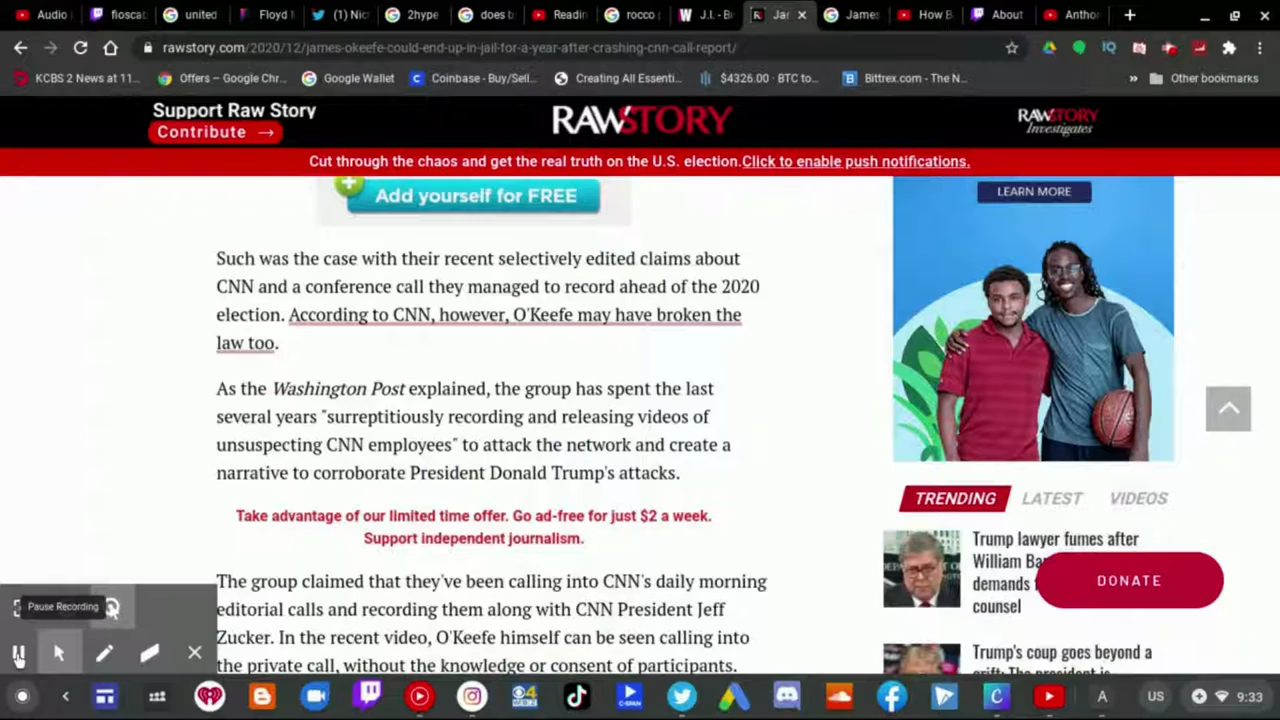 Audio
fioscat
united
Floyd
(1) Nic
2hype
does b
Readin
rocco
J.I. - B
Ja
James
How B
About
Anthon
rawstory.com/2020/12/james-okeefe-could-end-up-in-jail-for-a-year-after-crashing-cnn-call-report/
KCBS 2 News at 11...
Offers – Google Chr...
Google Wallet
Coinbase - Buy/Sell...
Creating All Essenti...
$4326.00 · BTC to...
Bittrex.com - The N...
»
Other bookmarks
Support Raw Story
Contribute →
RAWSTORY
RAWSTORY
Investigates
Cut through the chaos and get the real truth on the U.S. election.Click to enable push notifications.
Add yourself for FREE
LEARN MORE
Such was the case with their recent selectively edited claims about
CNN and a conference call they managed to record ahead of the 2020
election. According to CNN, however, O'Keefe may have broken the
law too.
As the Washington Post explained, the group has spent the last
several years "surreptitiously recording and releasing videos of
unsuspecting CNN employees" to attack the network and create a
narrative to corroborate President Donald Trump's attacks.
Take advantage of our limited time offer. Go ad-free for just $2 a week.
Support independent journalism.
The group claimed that they've been calling into CNN's daily morning
editorial calls and recording them along with CNN President Jeff
Zucker. In the recent video, O'Keefe himself can be seen calling into
the private call, without the knowledge or consent of participants.
TRENDING
LATEST
VIDEOS
Trump lawyer fumes after
William Ba
demands
counsel
DONATE
Trump's coup goes beyond a
grift: The president is
Pause Recording
US
9:33